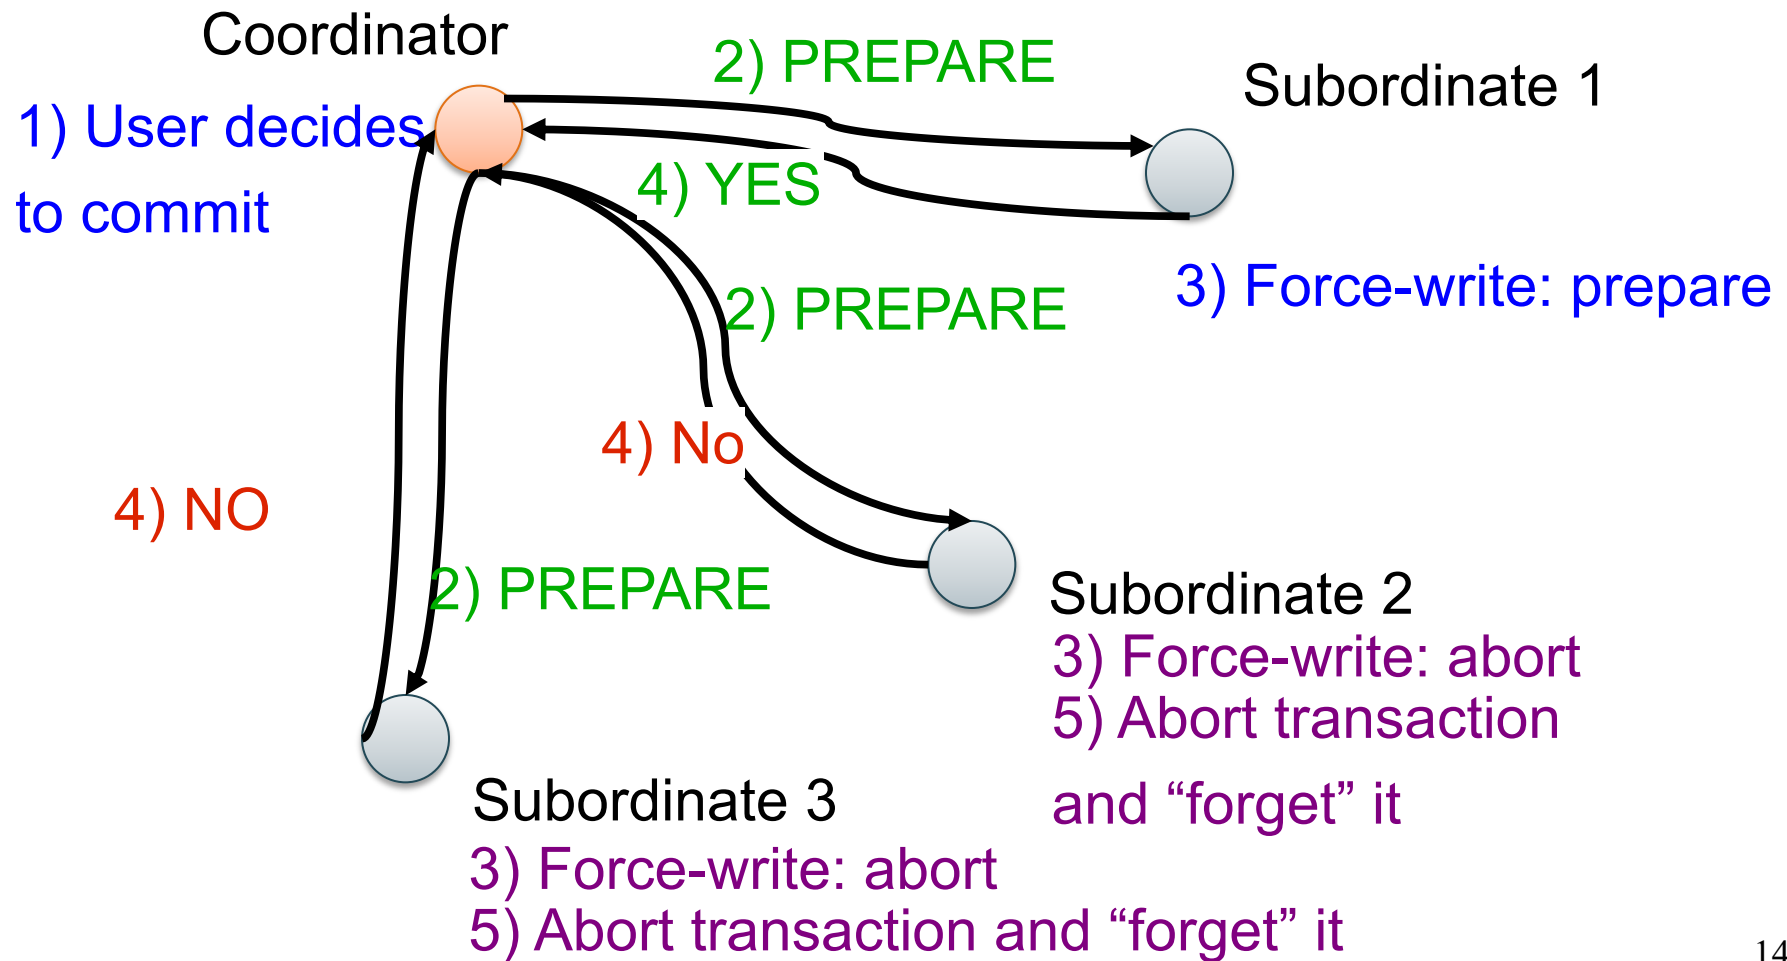 Coordinator
2) PREPARE
Subordinate 1
1) User decides
to commit
4) YES
3) Force-write: prepare
2) PREPARE
4) No
4) NO
2) PREPARE
Subordinate 2
3) Force-write: abort
5) Abort transaction
and “forget” it
Subordinate 3
3) Force-write: abort
5) Abort transaction and “forget” it
14